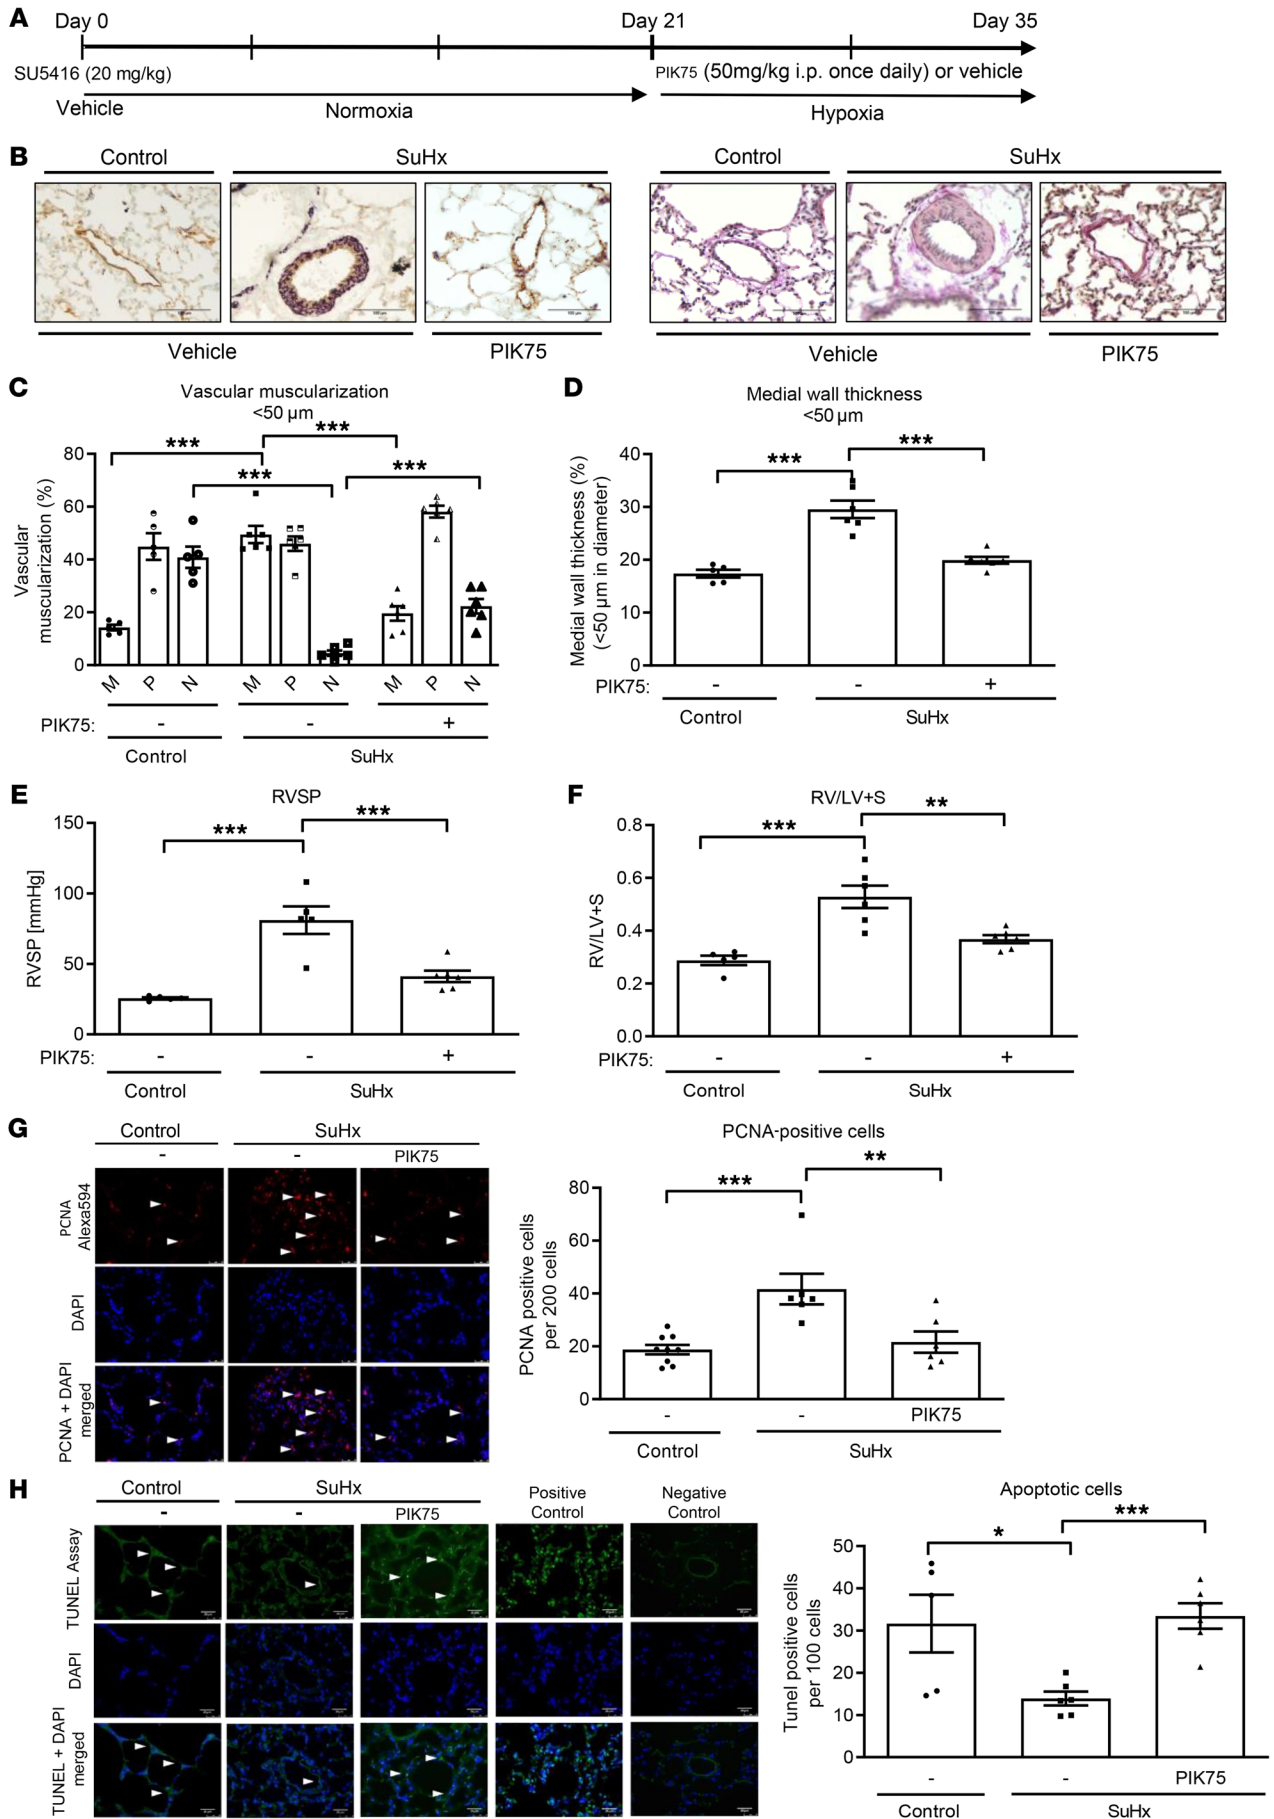 A
Day 0
Day 21
Day 35
SU5416 (20 mg/kg)
PIK75 (50mg/kg i.p. once daily) or vehicle
Vehicle
Normoxia
Hypoxia
B
Control
SuHx
Control
SuHx
Vehicle
PIK75
Vehicle
PIK75
C
Vascular muscularization
<50 µm
***
***
***
***
Vascular
muscularization (%)
80
60
40
20
0
M
P
N
M
P
N
M
P
N
PIK75:
-
-
+
Control
SuHx
D
Medial wall thickness
<50 µm
***
***
Medial wall thickness (%)
(<50 µm in diameter)
40
30
20
10
0
PIK75:
-
-
+
Control
SuHx
E
RVSP
***
***
RVSP [mmHg]
150
100
50
0
PIK75:
-
-
+
Control
SuHx
F
RV/LV+S
***
**
RV/LV+S
0.8
0.6
0.4
0.2
0.0
PIK75:
-
-
+
Control
SuHx
G
Control
SuHx
-
-
PIK75
PCNA
Alexa594
DAPI
PCNA + DAPI
merged
PCNA-positive cells
***
**
PCNA positive cells
per 200 cells
80
60
40
20
0
-
-
PIK75
Control
SuHx
H
Control
SuHx
Positive
Control
Negative
Control
-
-
PIK75
TUNEL Assay
DAPI
TUNEL + DAPI
merged
Apoptotic cells
*
***
Tunel positive cells
per 100 cells
50
40
30
20
10
0
-
-
PIK75
Control
SuHx